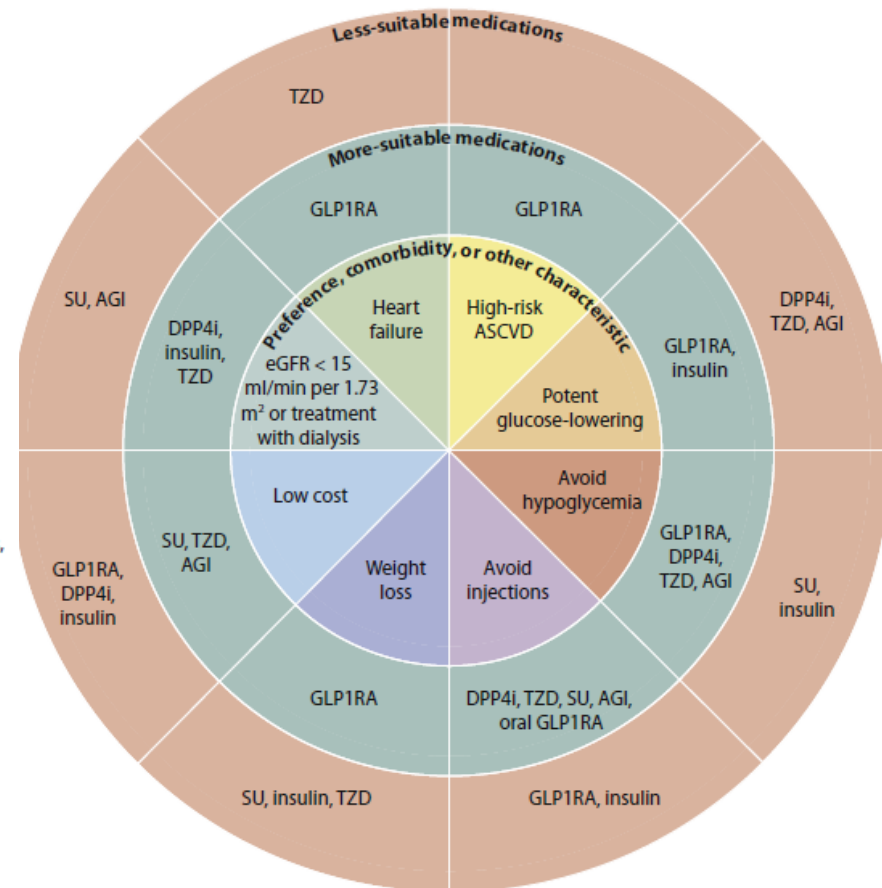 Less-suitable medications
TZD
More-suitable medications
GLP1RA
GLP1RA
Preference, comorbidity, or other characteristic
Heart
failure
High-risk
ASCVD
SU, AGI
DPP4i,
insulin,
TZD
eGFR < 15
ml/min per 1.73
m² or treatment
with dialysis
Potent
glucose-lowering
GLP1RA,
insulin
DPP4i,
TZD, AGI
Low cost
SU, TZD,
AGI
GLP1RA,
DPP4i,
insulin
,
Avoid
hypoglycemia
GLP1RA,
DPP4i,
TZD, AGI
SU,
insulin
Weight
loss
Avoid
injections
GLP1RA
DPP4i, TZD, SU, AGI,
oral GLP1RA
SU, insulin, TZD
GLP1RA, insulin